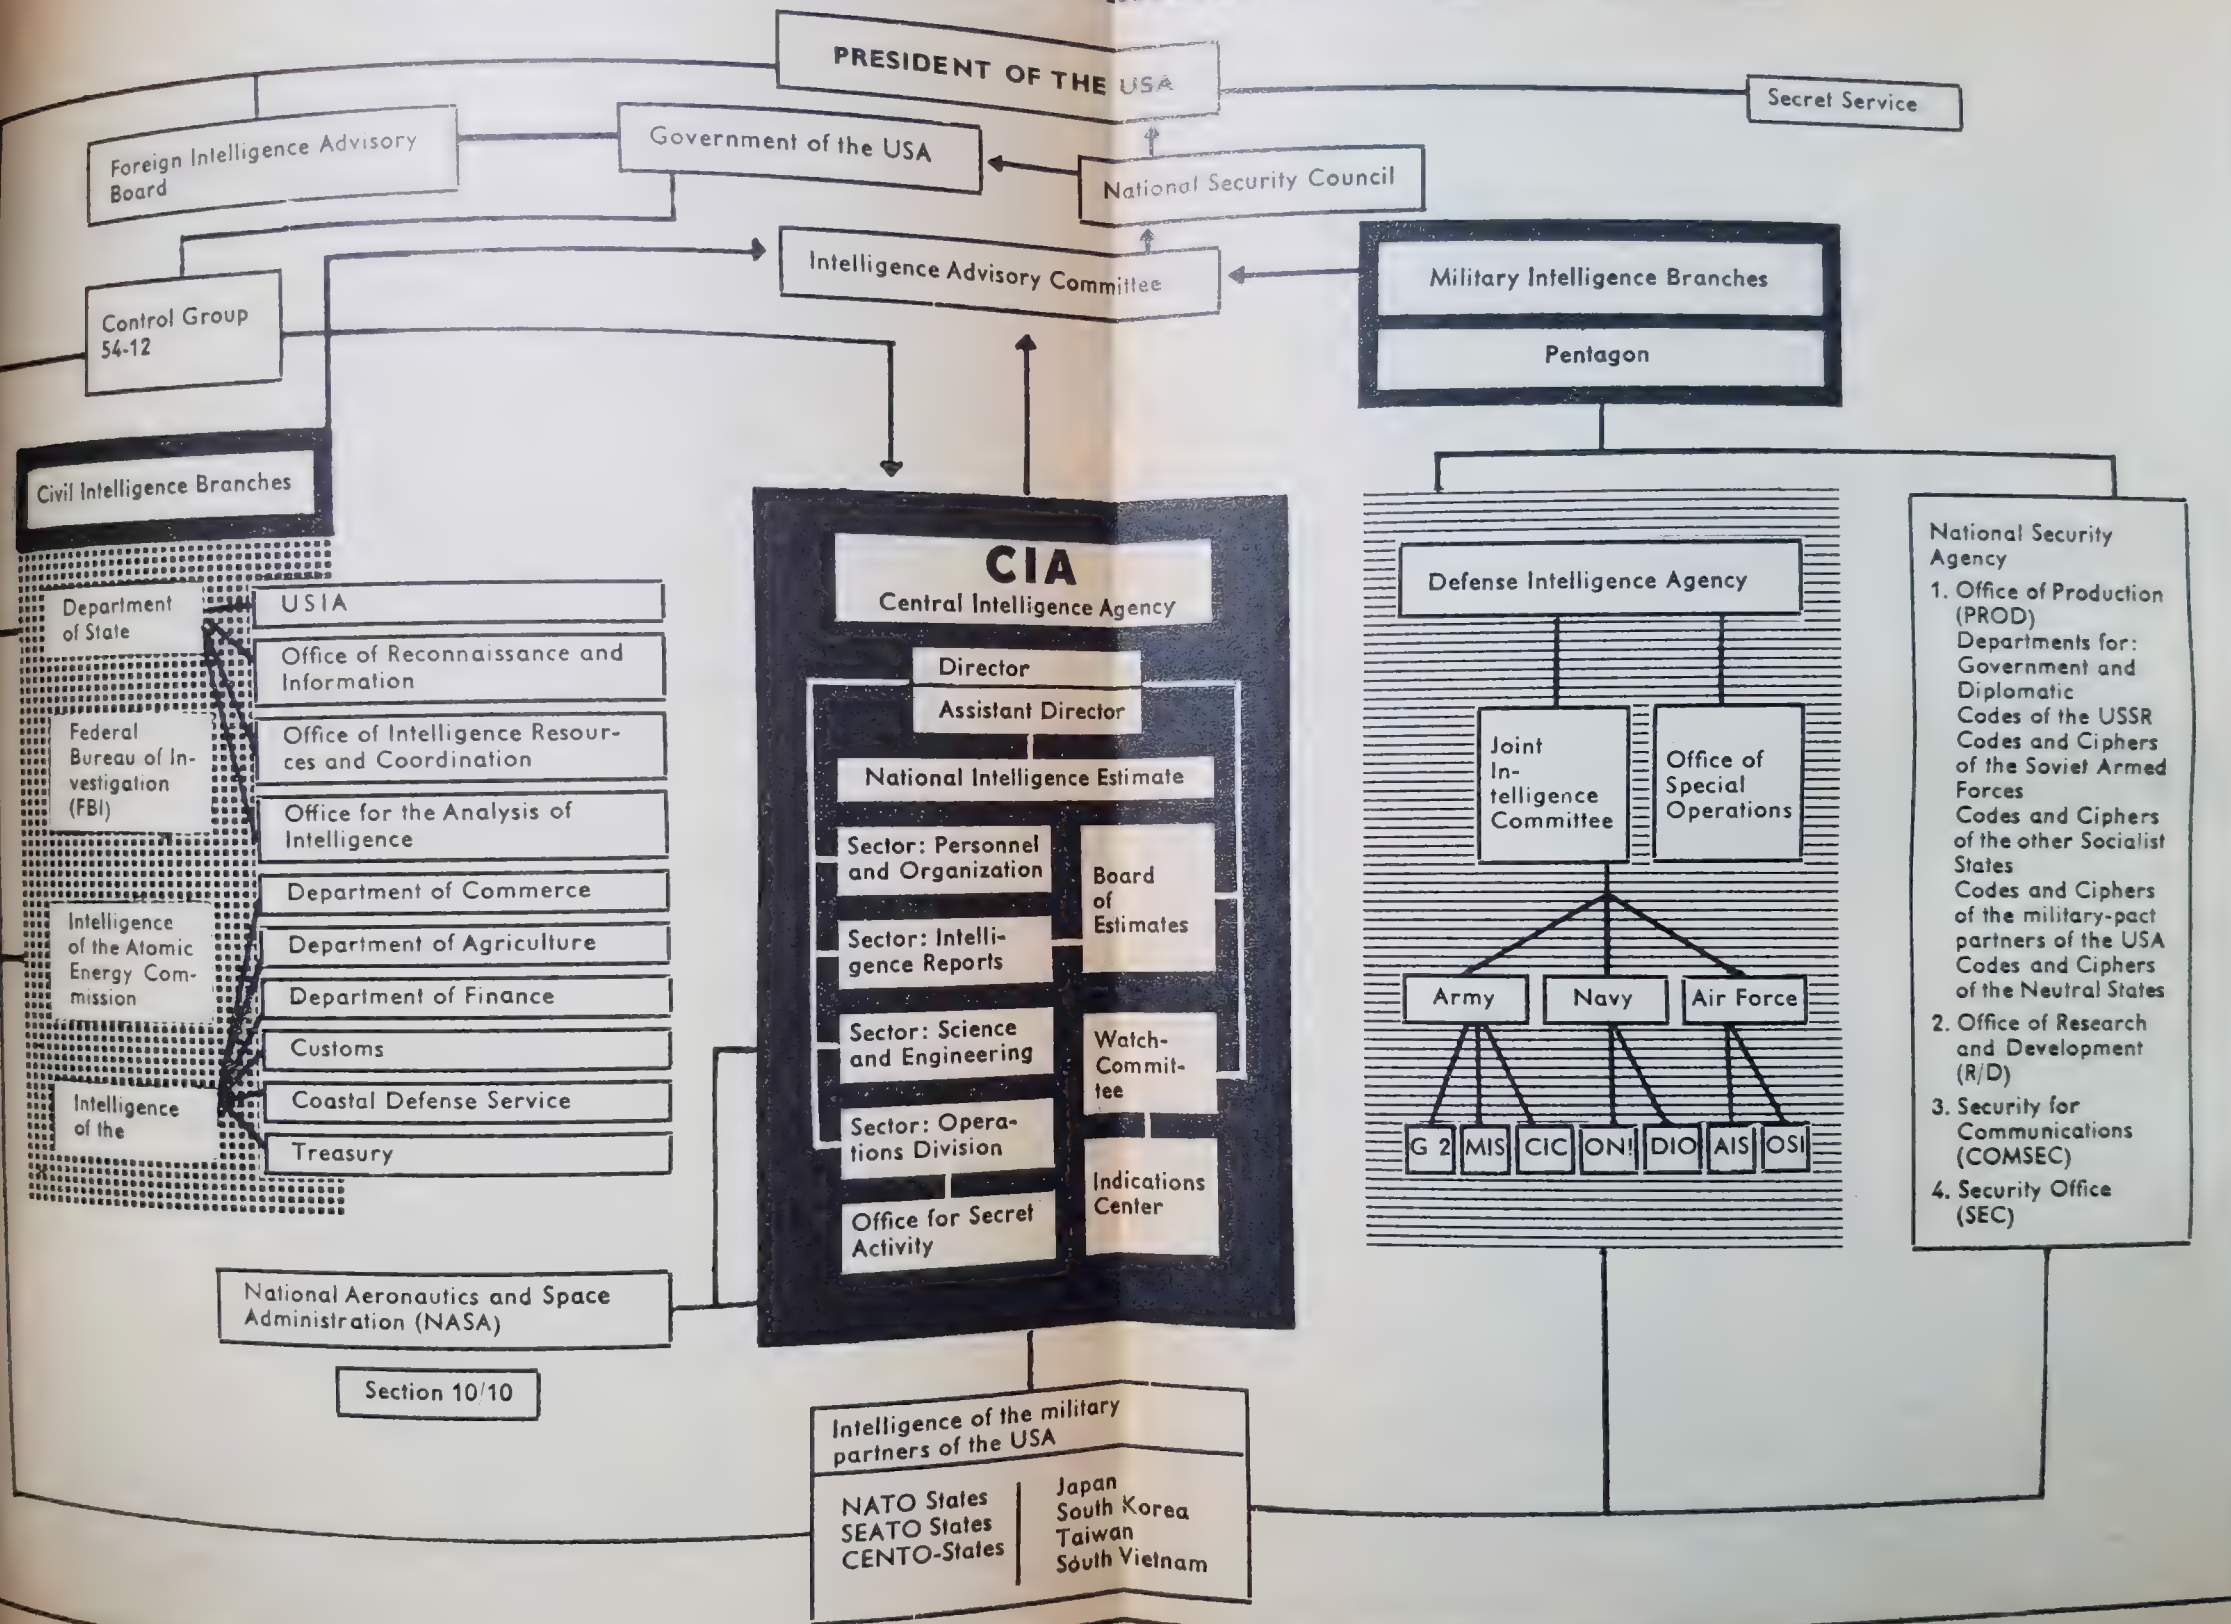 PRESIDENT OF THE USA
Secret Service
Foreign Intelligence Advisory
Board
Government of the USA
National Security Council
Intelligence Advisory Committee
Control Group
54-12
Military Intelligence Branches
Pentagon
Civil Intelligence Branches
Department
of State
Federal
Bureau of In-
vestigation
(FBI)
Intelligence
of the Atomic
Energy Com-
mission
Intelligence
of the
USIA
Office of Reconnaissance and
Information
Office of Intelligence Resour-
ces and Coordination
Office for the Analysis of
Intelligence
Department of Commerce
Department of Agriculture
Department of Finance
Customs
Coastal Defense Service
Treasury
National Aeronautics and Space
Administration (NASA)
Section 10/10
CIA
Central Intelligence Agency
Director
Assistant Director
National Intelligence Estimate
Sector: Personnel
and Organization
Sector: Intelli-
gence Reports
Sector: Science
and Engineering
Sector: Opera-
tions Division
Office for Secret
Activity
Board
of
Estimates
Watch-
Commit-
tee
Indications
Center
Intelligence of the military
partners of the USA
NATO States
SEATO States
CENTO-States
Japan
South Korea
Taiwan
South Vietnam
Defense Intelligence Agency
Joint
In-
telligence
Committee
Office of
Special
Operations
Army
Navy
Air Force
G 2
MIS
CIC
ONI
DIO
AIS
OSI
National Security
Agency
1. Office of Production
(PROD)
Departments for:
Government and
Diplomatic
Codes of the USSR
Codes and Ciphers
of the Soviet Armed
Forces
Codes and Ciphers
of the other Socialist
States
Codes and Ciphers
of the military-pact
partners of the USA
Codes and Ciphers
of the Neutral States
2. Office of Research
and Development
(R/D)
3. Security for
Communications
(COMSEC)
4. Security Office
(SEC)